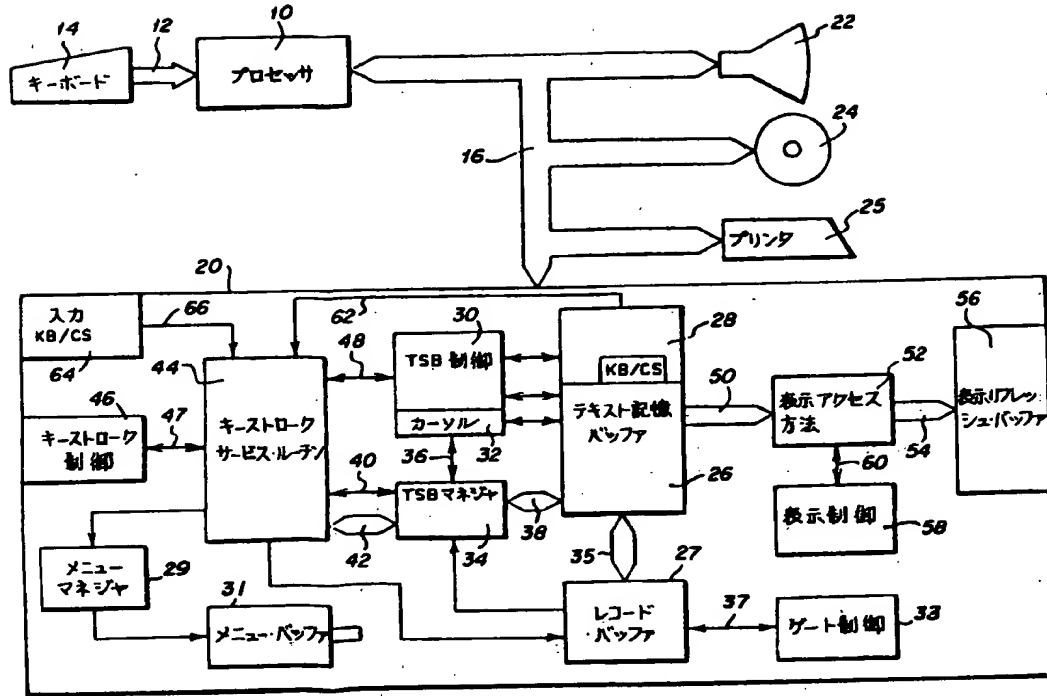 14
12
10
22
キーボード
プロセッサ
24
16
25
プリンタ
20
入力
KB/CS
66
62
30
28
56
64
44
48
TSB制御
KB/CS
50
52
46
47
キーストローク
制御
キーストローク
サービス・ルーチン
カーソル
32
テキスト記憶
バッファ
表示アクセス
方法
54
表示リフレッ
シュ・バッファ
36
40
TSBマネジャ
26
60
42
34
38
表示制御
58
メニュー
マネジャ
29
35
27
31
メニュー・バッファ
レコード
・バッファ
37
ゲート制御
33